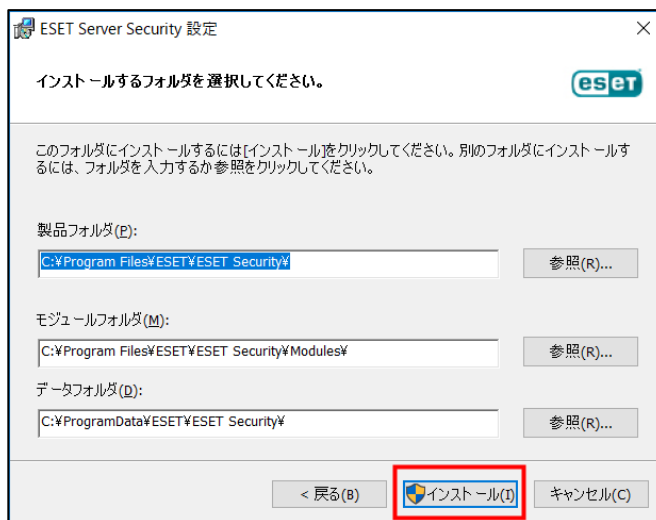 ESET Server Security 設定
インストールするフォルダを選択してください。
eseT
このフォルダにインストールするには[インストール]をクリックしてください。別のフォルダにインストールす
るには、フォルダを入力するか参照をクリックしてください。
製品フォルダ(P):
C:¥Program Files¥ESET¥ESET Security¥
参照(R)...
モジュールフォルダ(M):
C:¥Program Files¥ESET¥ESET Security¥Modules¥
参照(R)...
データフォルダ(D):
C:¥ProgramData¥ESET¥ESET Security¥
参照(R)...
< 戻る(B)
インストール(I)
キャンセル(C)